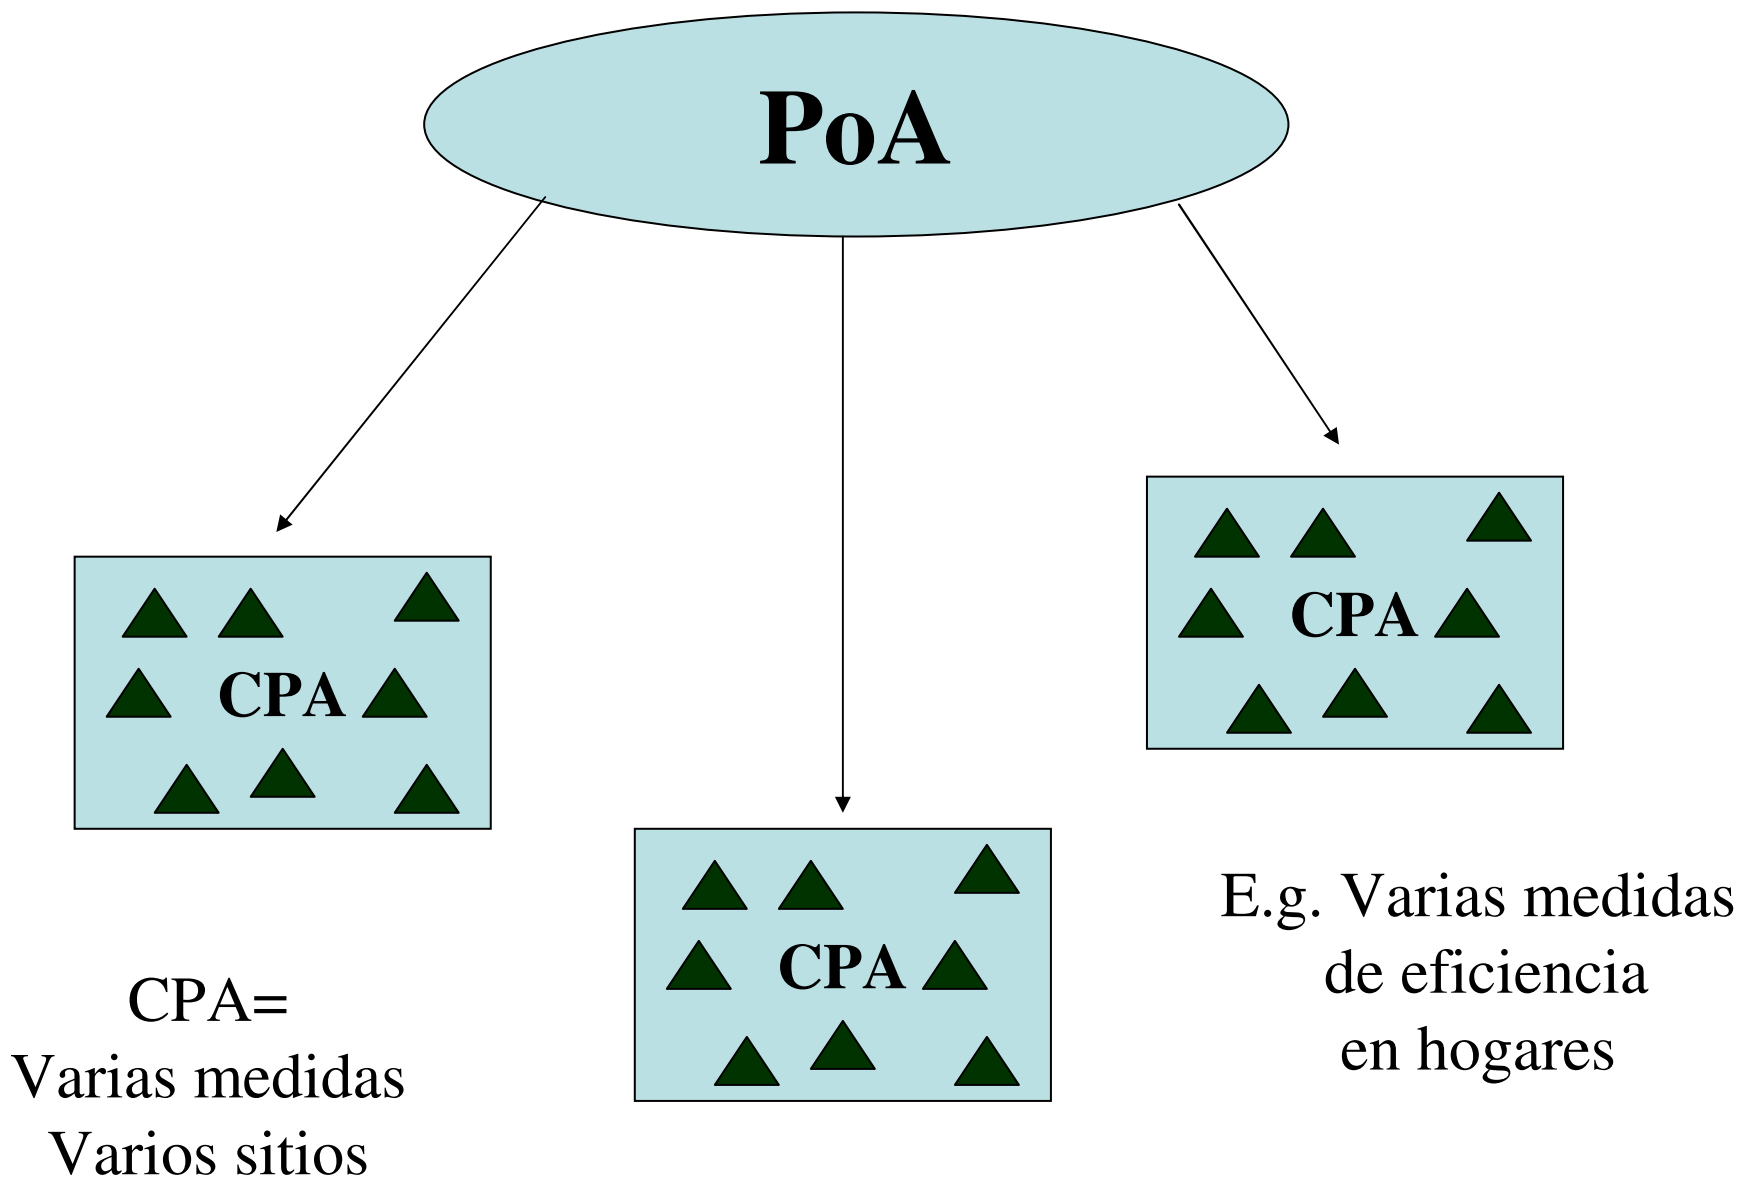 PoA
CPA
CPA
CPA
CPA=
Varias medidas
Varios sitios
E.g. Varias medidas
de eficiencia
en hogares